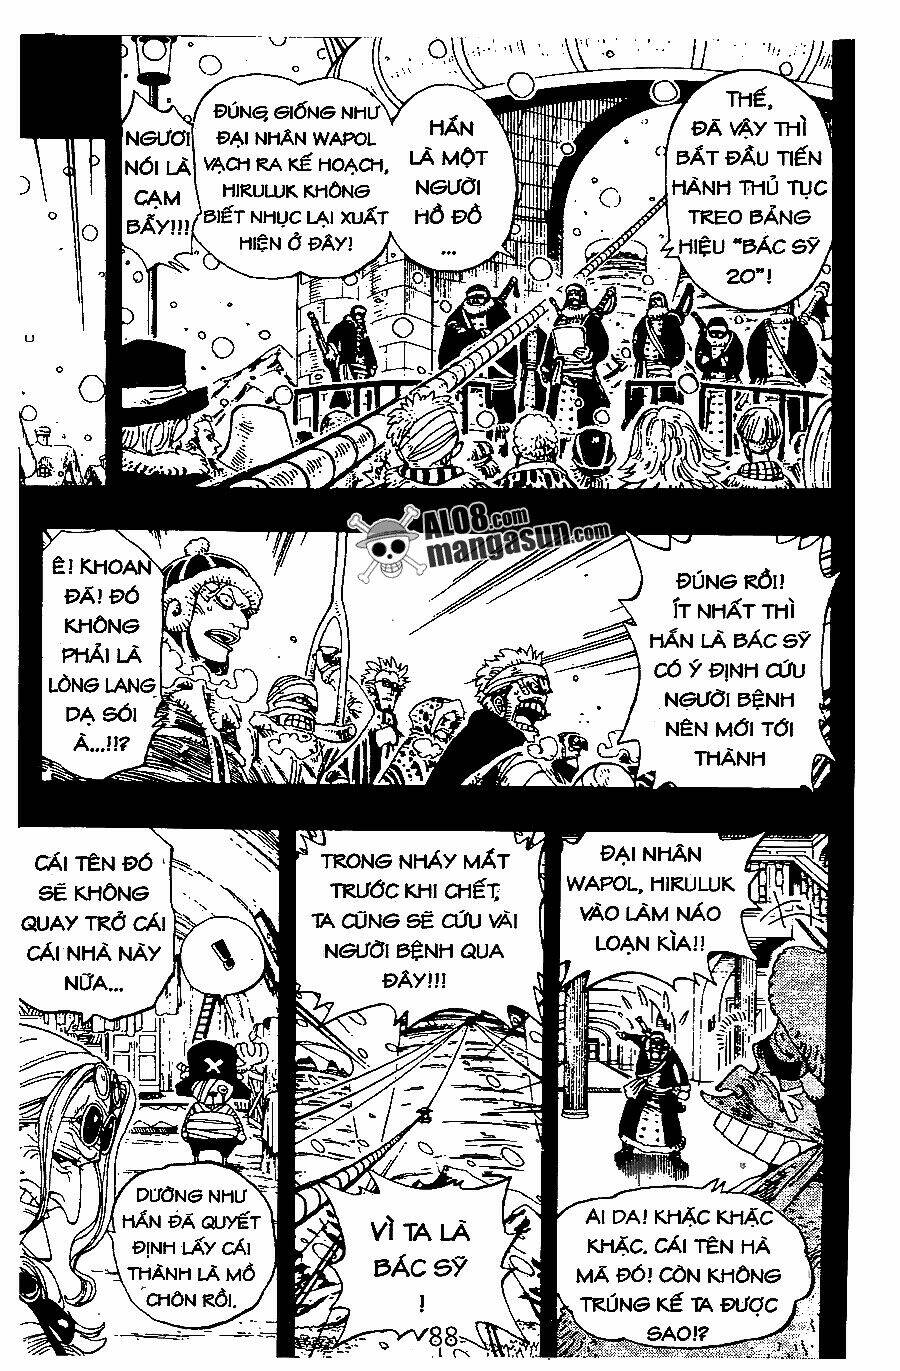 THẾ,
ĐÃ VẬY THÌ
BẮT ĐẦU TIẾN
HÀNH THỦ TỤC
TREO BẢNG
HIỆU "BÁC SỸ
20"!
HẮN
LÀ MỘT
NGƯỜI
HỒ ĐỒ
...
ĐÚNG, GIỐNG NHƯ
ĐẠI NHÂN WAPOL
VẠCH RA KẾ HOẠCH,
HIRULUK KHÔNG
BIẾT NHỤC LẠI XUẤT
HIỆN Ở ĐÂY!
NGƯƠI
NÓI LÀ
CẠM
BẪY!!!
AL08.com
mangasun.com
ĐÚNG RỒI!
ÍT NHẤT THÌ
HẮN LÀ BÁC SỸ
CÓ Ý ĐỊNH CỨU
NGƯỜI BỆNH
NÊN MỚI TỚI
THÀNH
Ê! KHOAN
ĐÃ! ĐÓ
KHÔNG
PHẢI LÀ
LÒNG LANG
DẠ SÓI
À...!!?
ĐẠI NHÂN
WAPOL, HIRULUK
VÀO LÀM NÁO
LOẠN KÌA!!
AI DA! KHẶC KHẶC
KHẶC. CÁI TÊN HÀ
MÃ ĐÓ! CÒN KHÔNG
TRÚNG KẾ TA ĐƯỢC
SAO!?
TRONG NHÁY MẮT
TRƯỚC KHI CHẾT,
TA CŨNG SẼ CỨU VÀI
NGƯỜI BỆNH QUA
ĐÂY!!!
VÌ TA LÀ
BÁC SỸ
!
CÁI TÊN ĐÓ
SẼ KHÔNG
QUAY TRỞ CÁI
CÁI NHÀ NÀY
NỮA...
!
DƯỜNG NHƯ
HẮN ĐÃ QUYẾT
ĐỊNH LẤY CÁI
THÀNH LÀ MỒ
CHÔN RỒI.
88